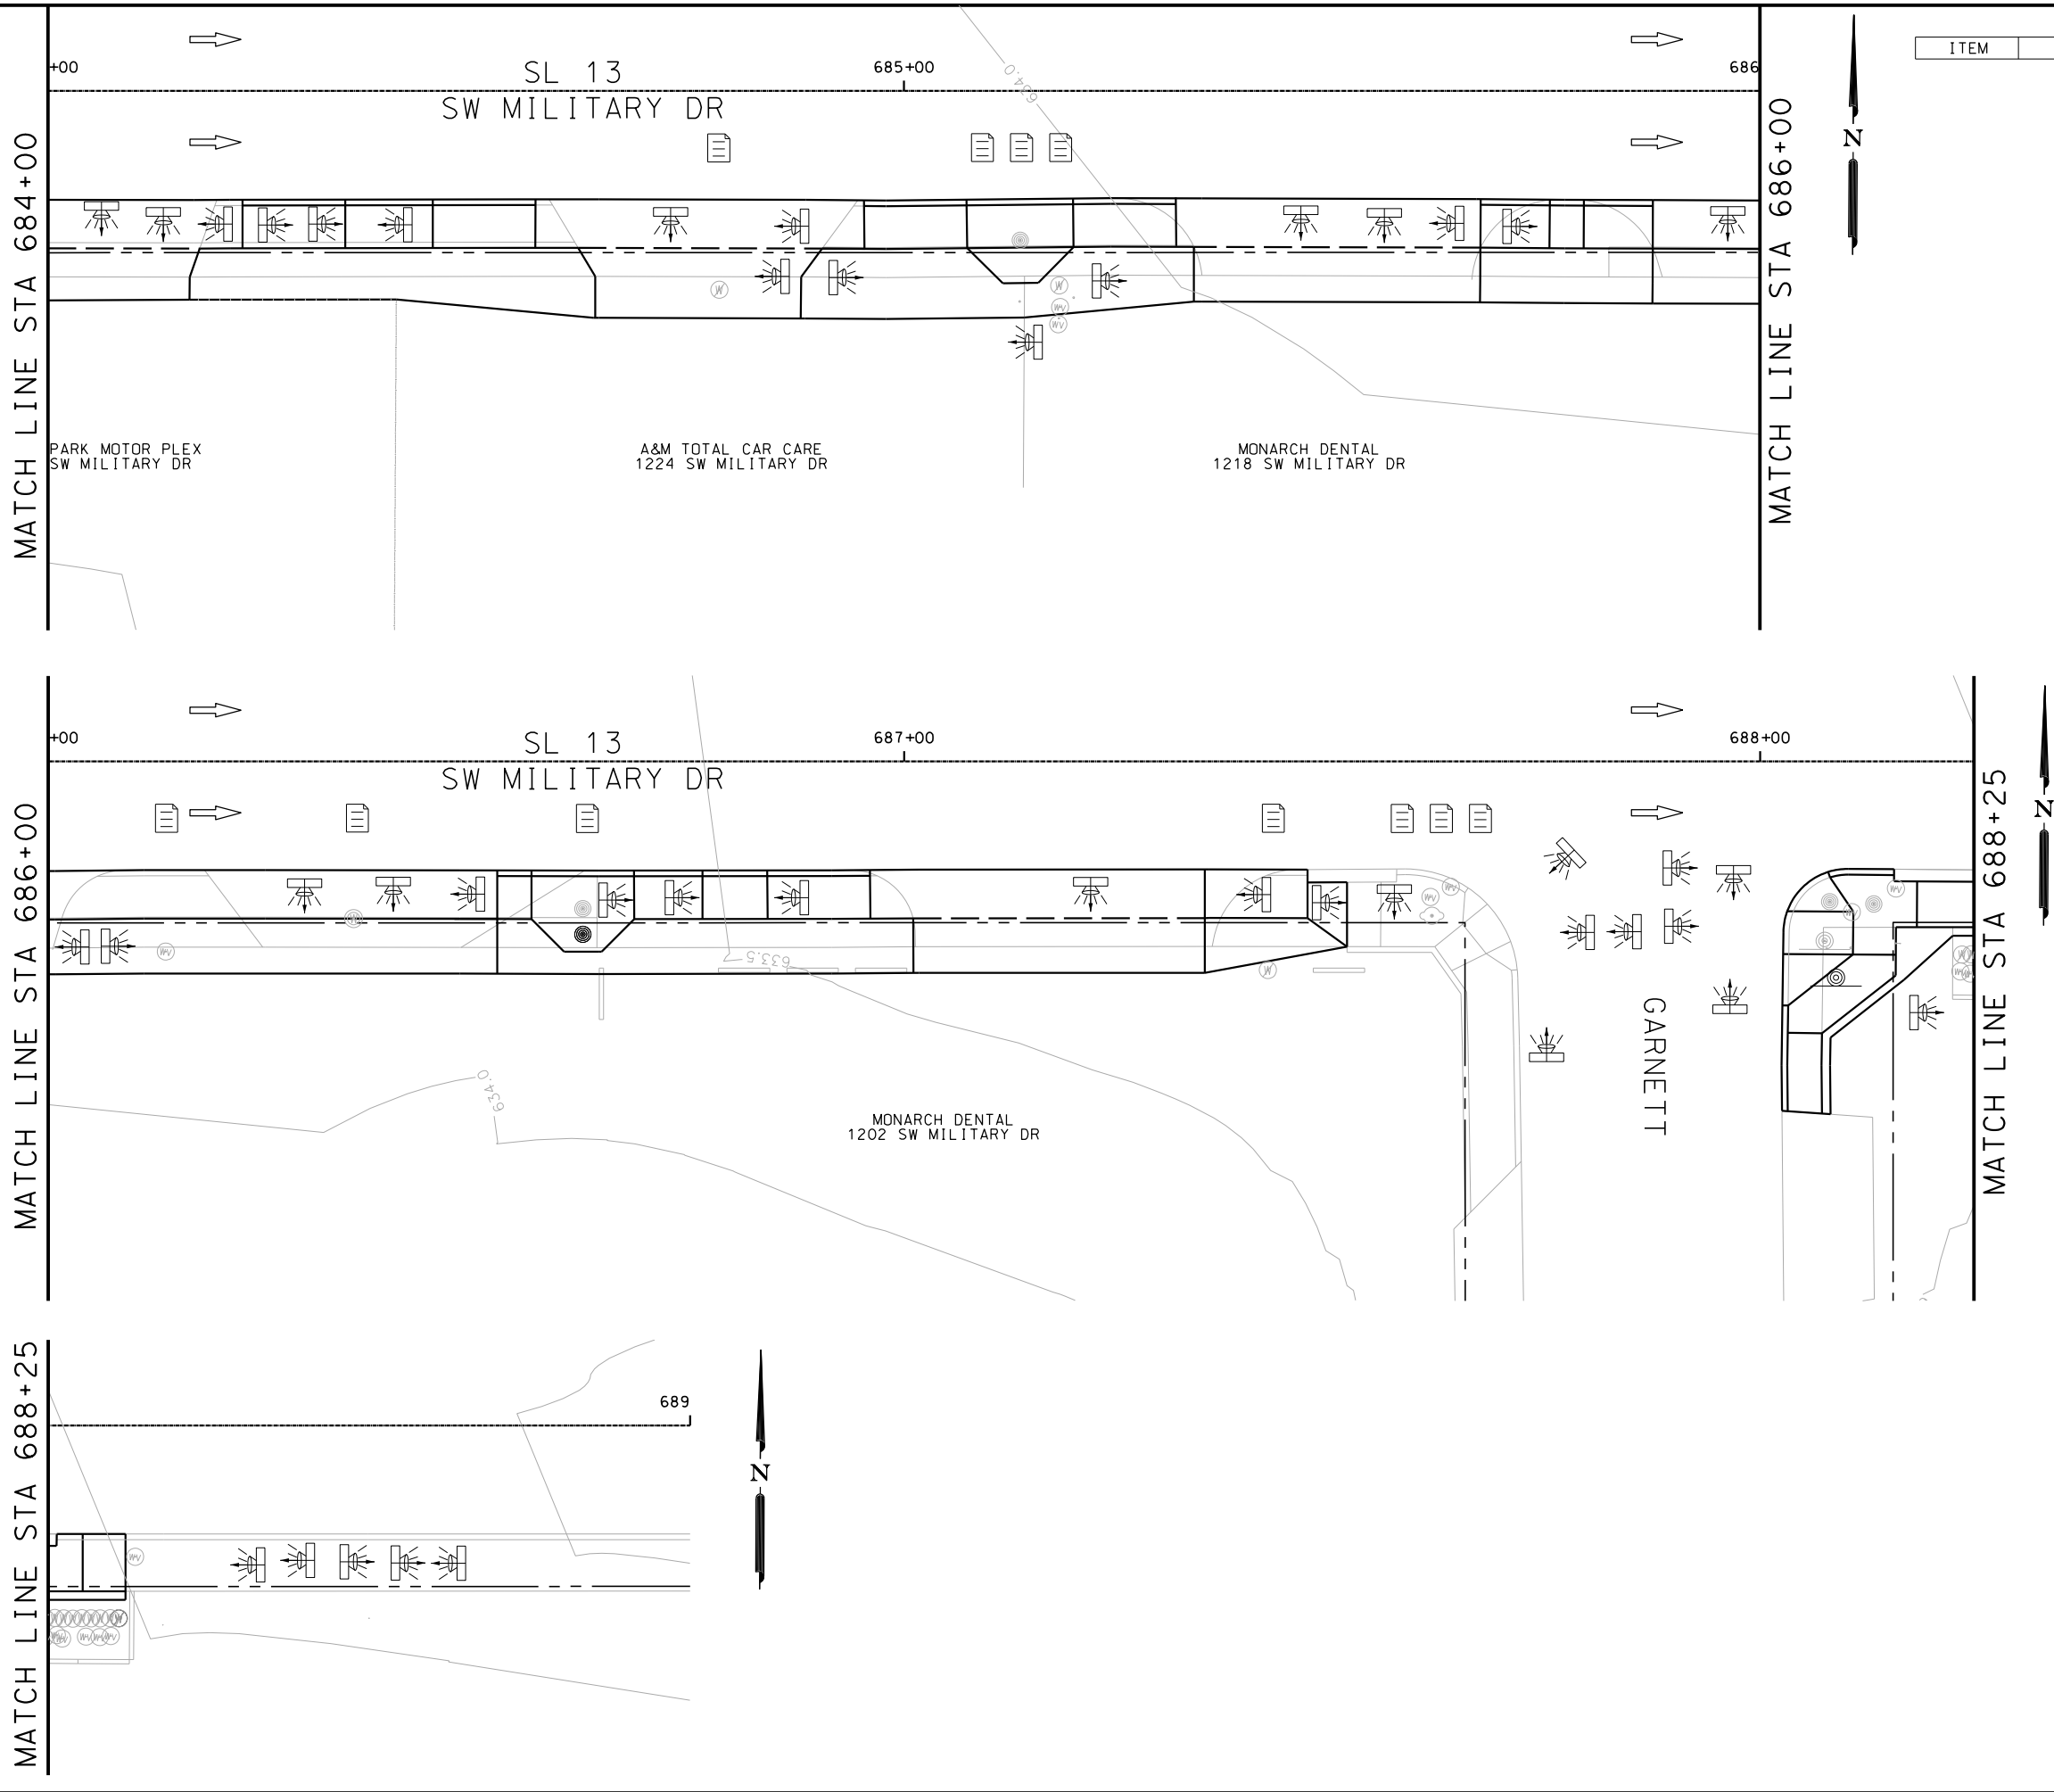 ITEM
+00
SL 13
685+00
686
SW MILITARY DR
634.0
MATCH LINE STA 684+00
MATCH LINE STA 686+00
N
W
W
WV
WV
PARK MOTOR PLEX
SW MILITARY DR
A&M TOTAL CAR CARE
1224 SW MILITARY DR
MONARCH DENTAL
1218 SW MILITARY DR
+00
SL 13
687+00
688+00
SW MILITARY DR
MATCH LINE STA 686+00
MATCH LINE STA 688+25
N
633.5
634.0
W
GARNETT
MONARCH DENTAL
1202 SW MILITARY DR
MATCH LINE STA 688+25
689
N